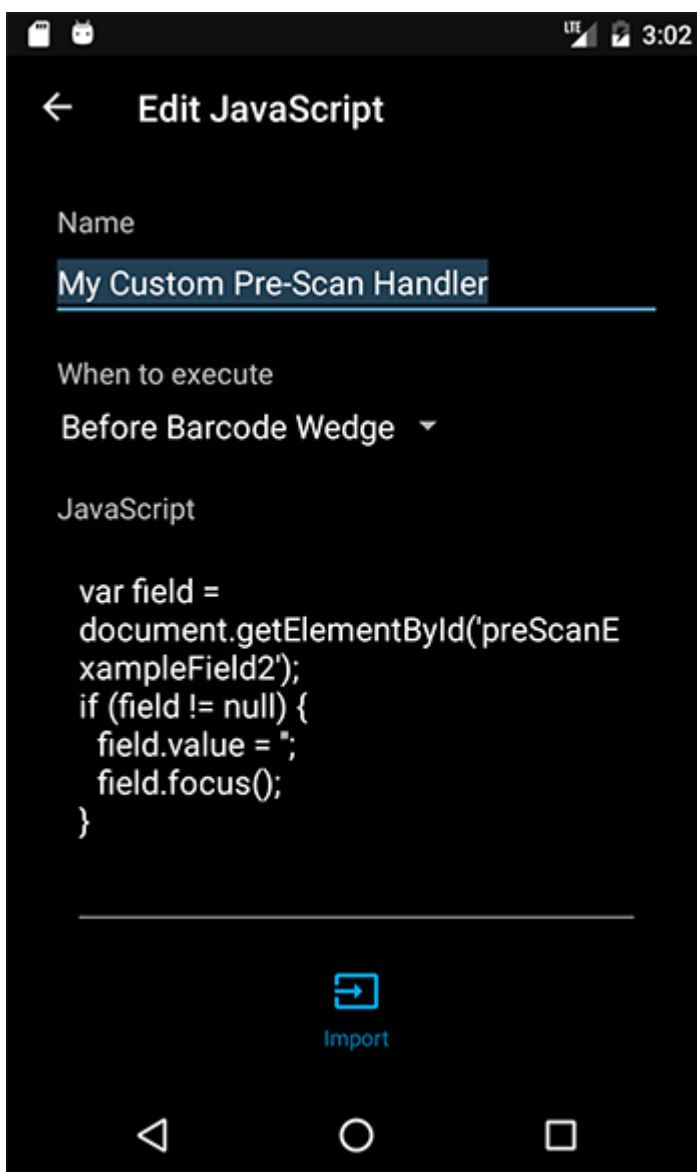 LTE 3:02
Edit JavaScript
Name
My Custom Pre-Scan Handler
When to execute
Before Barcode Wedge
JavaScript
var field =
document.getElementById('preScanE
xampleField2');
if (field != null) {
field.value = '';
field.focus();
}
Import